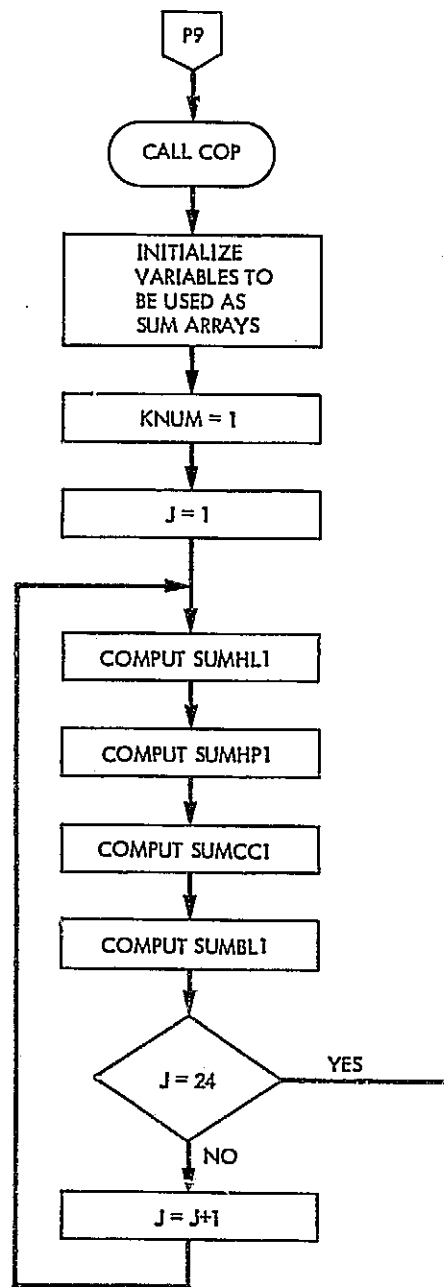 P9
CALL COP
INITIALIZE
VARIABLES TO
BE USED AS
SUM ARRAYS
KNUM = 1
J = 1
COMPUT SUMHL1
COMPUT SUMHP1
COMPUT SUMCC1
COMPUT SUMBL1
J = 24
YES
NO
J = J+1